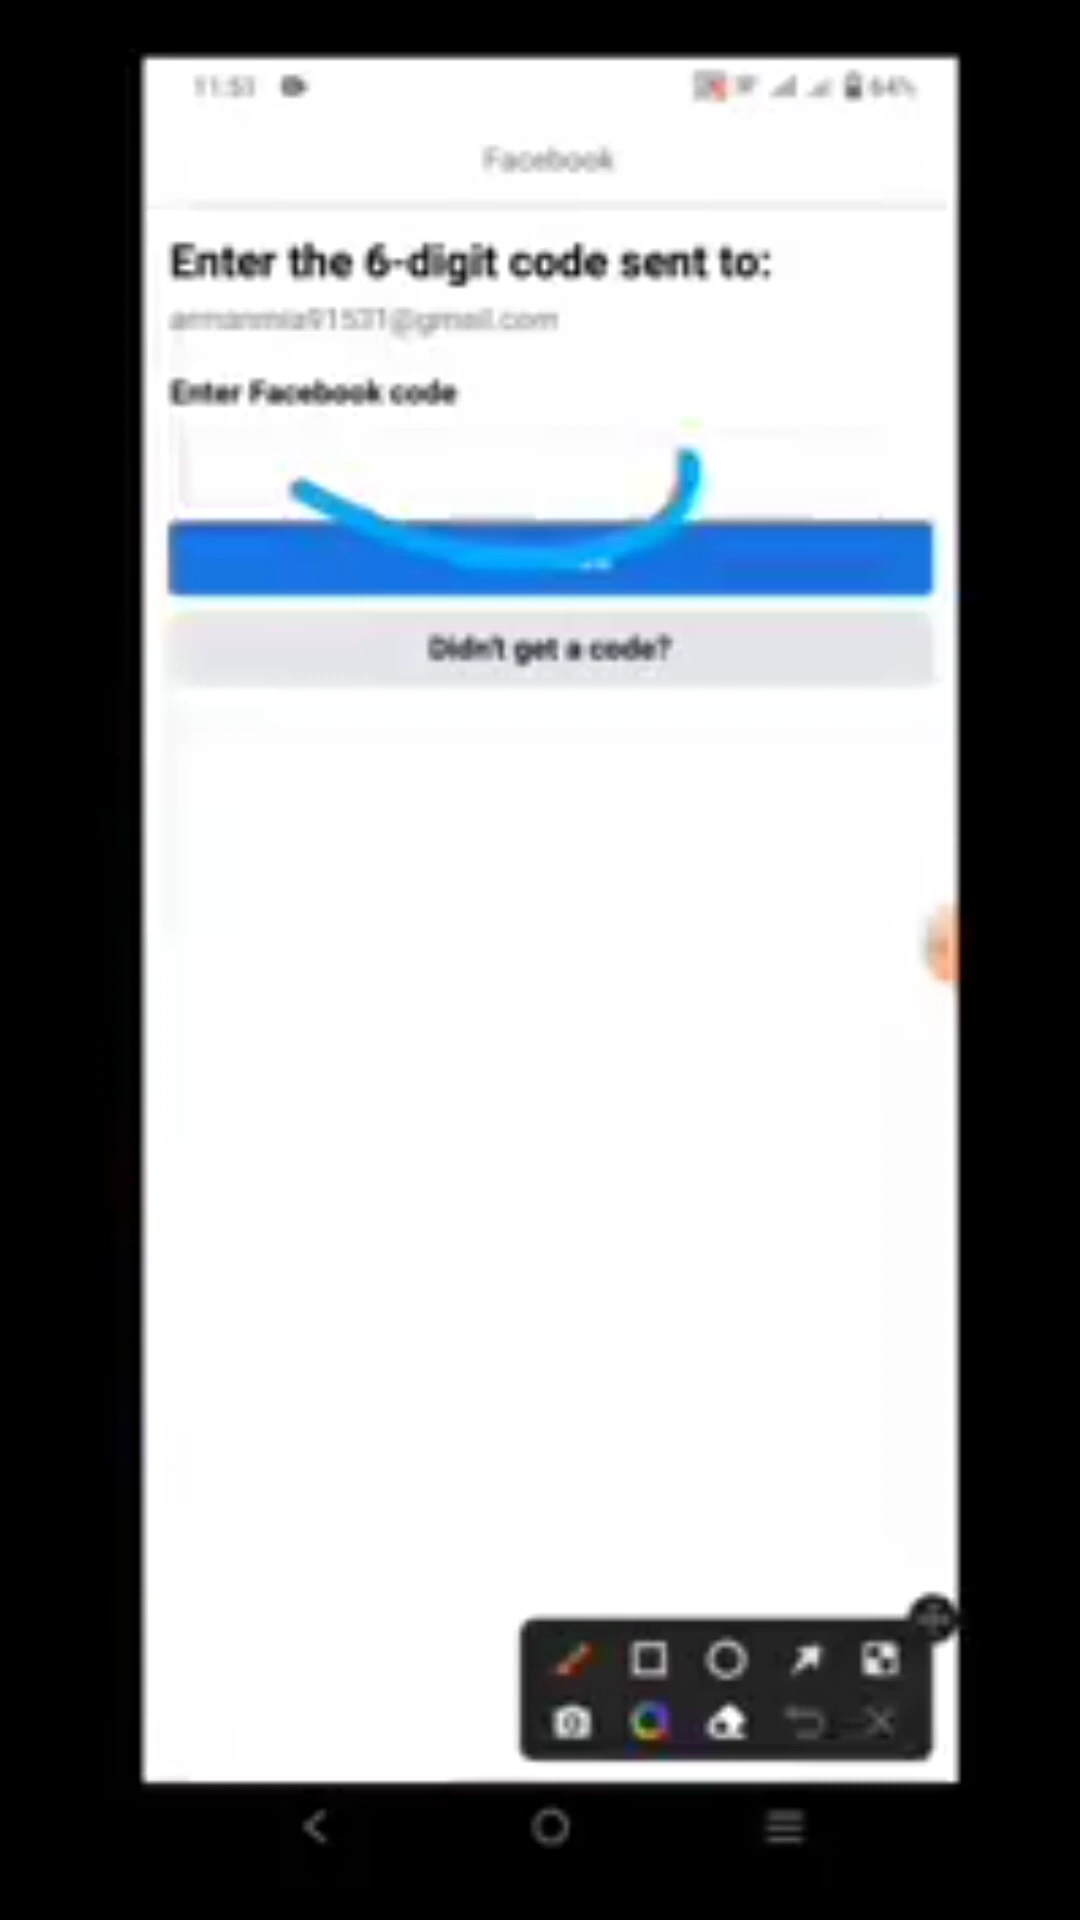 11:53
64%
Facebook
Enter the 6-digit code sent to:
armanmia91531@gmail.com
Enter Facebook code
Didn't get a code?